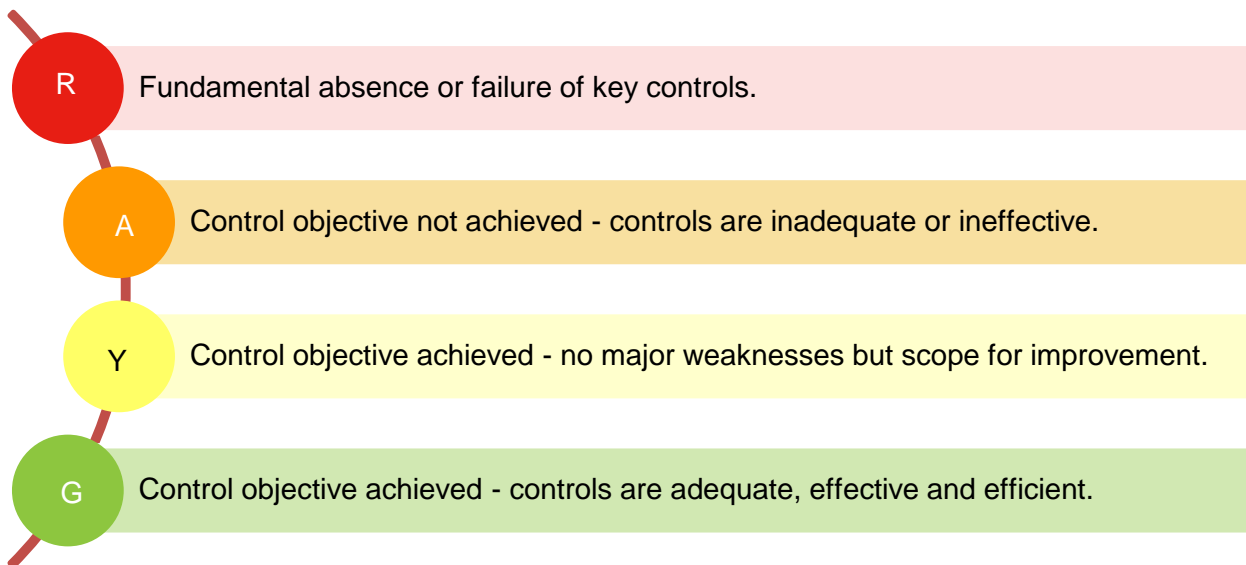 R
Fundamental absence or failure of key controls.
A
Control objective not achieved - controls are inadequate or ineffective.
Y
Control objective achieved - no major weaknesses but scope for improvement.
G
Control objective achieved - controls are adequate, effective and efficient.